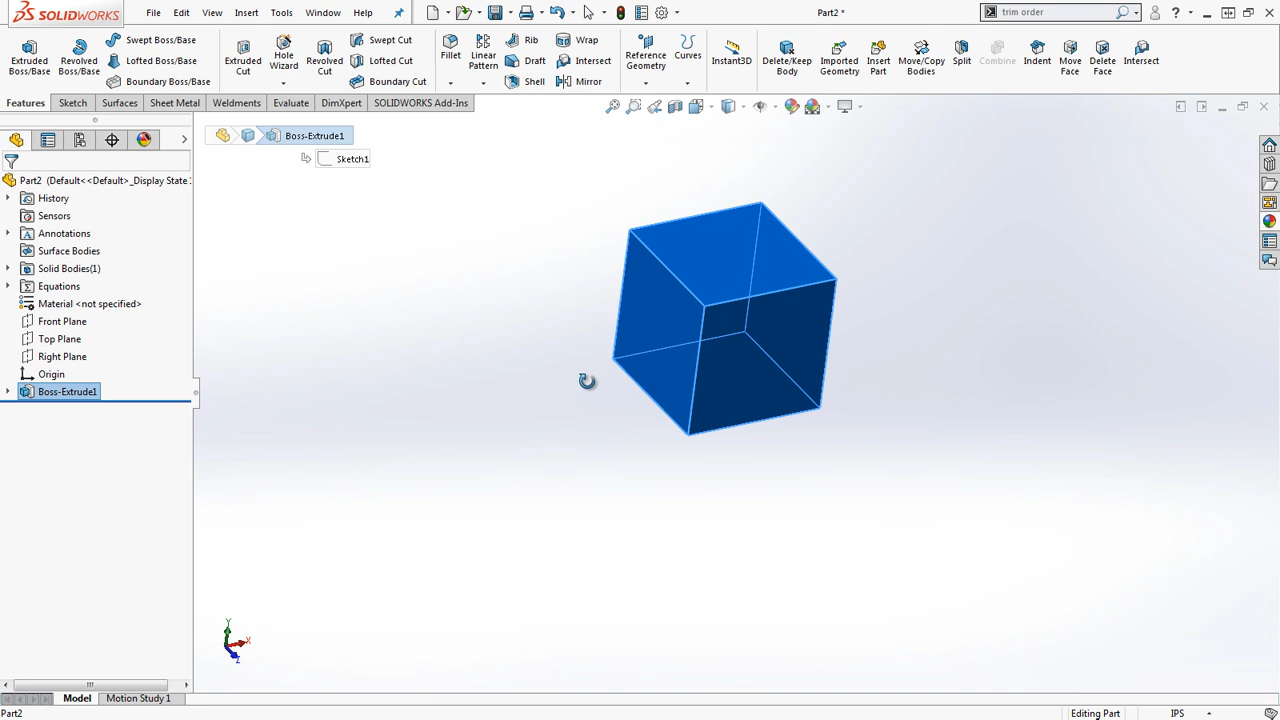 SOLIDWORKS File Edit View Insert Tools Window Help Part2 * trim order
Extruded Boss/Base
Revolved Boss/Base
Swept Boss/Base
Lofted Boss/Base
Boundary Boss/Base
Extruded Cut
Hole Wizard
Revolved Cut
Swept Cut
Lofted Cut
Boundary Cut
Fillet
Linear Pattern
Rib
Draft
Shell
Wrap
Intersect
Mirror
Reference Geometry
Curves
Instant3D
Delete/Keep Body
Imported Geometry
Insert Part
Move/Copy Bodies
Split
Combine
Indent
Move Face
Delete Face
Intersect
Features Sketch Surfaces Sheet Metal Weldments Evaluate DimXpert SOLIDWORKS Add-Ins
Boss-Extrude1
Sketch1
Part2 (Default<<Default>_Display State
History
Sensors
Annotations
Surface Bodies
Solid Bodies(1)
Equations
Material <not specified>
Front Plane
Top Plane
Right Plane
Origin
Boss-Extrude1
Y
X
Z
Model Motion Study 1
Part2 Editing Part IPS